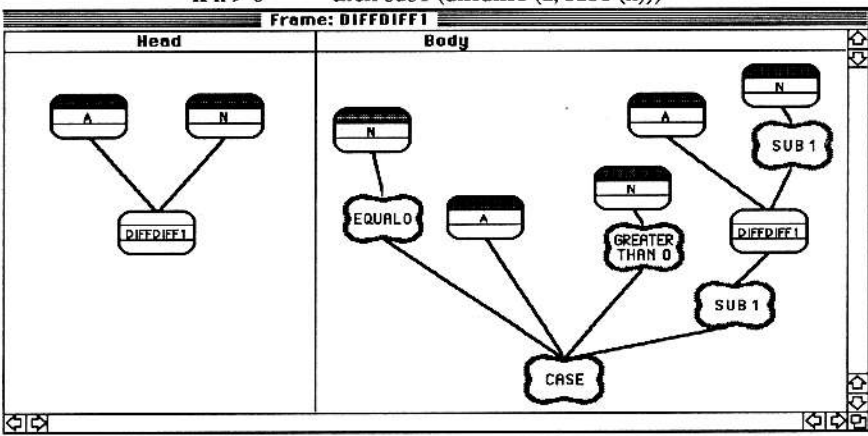 Frame: DIFFDIFF1
Head
Body
A
N
DIFFDIFF1
N
EQUAL0
A
N
GREATER
THAN 0
A
N
SUB 1
DIFFDIFF1
SUB 1
CASE